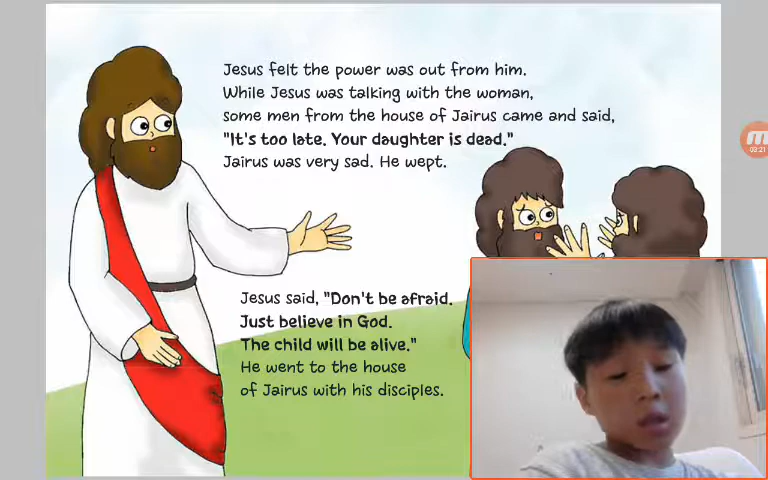 Jesus felt the power was out from him.
While Jesus was talking with the woman,
some men from the house of Jairus came and said,
"It's too late. Your daughter is dead."
Jairus was very sad. He wept.
Jesus said, "Don't be afraid.
Just believe in God.
The child will be alive."
He went to the house
of Jairus with his disciples.
02:21